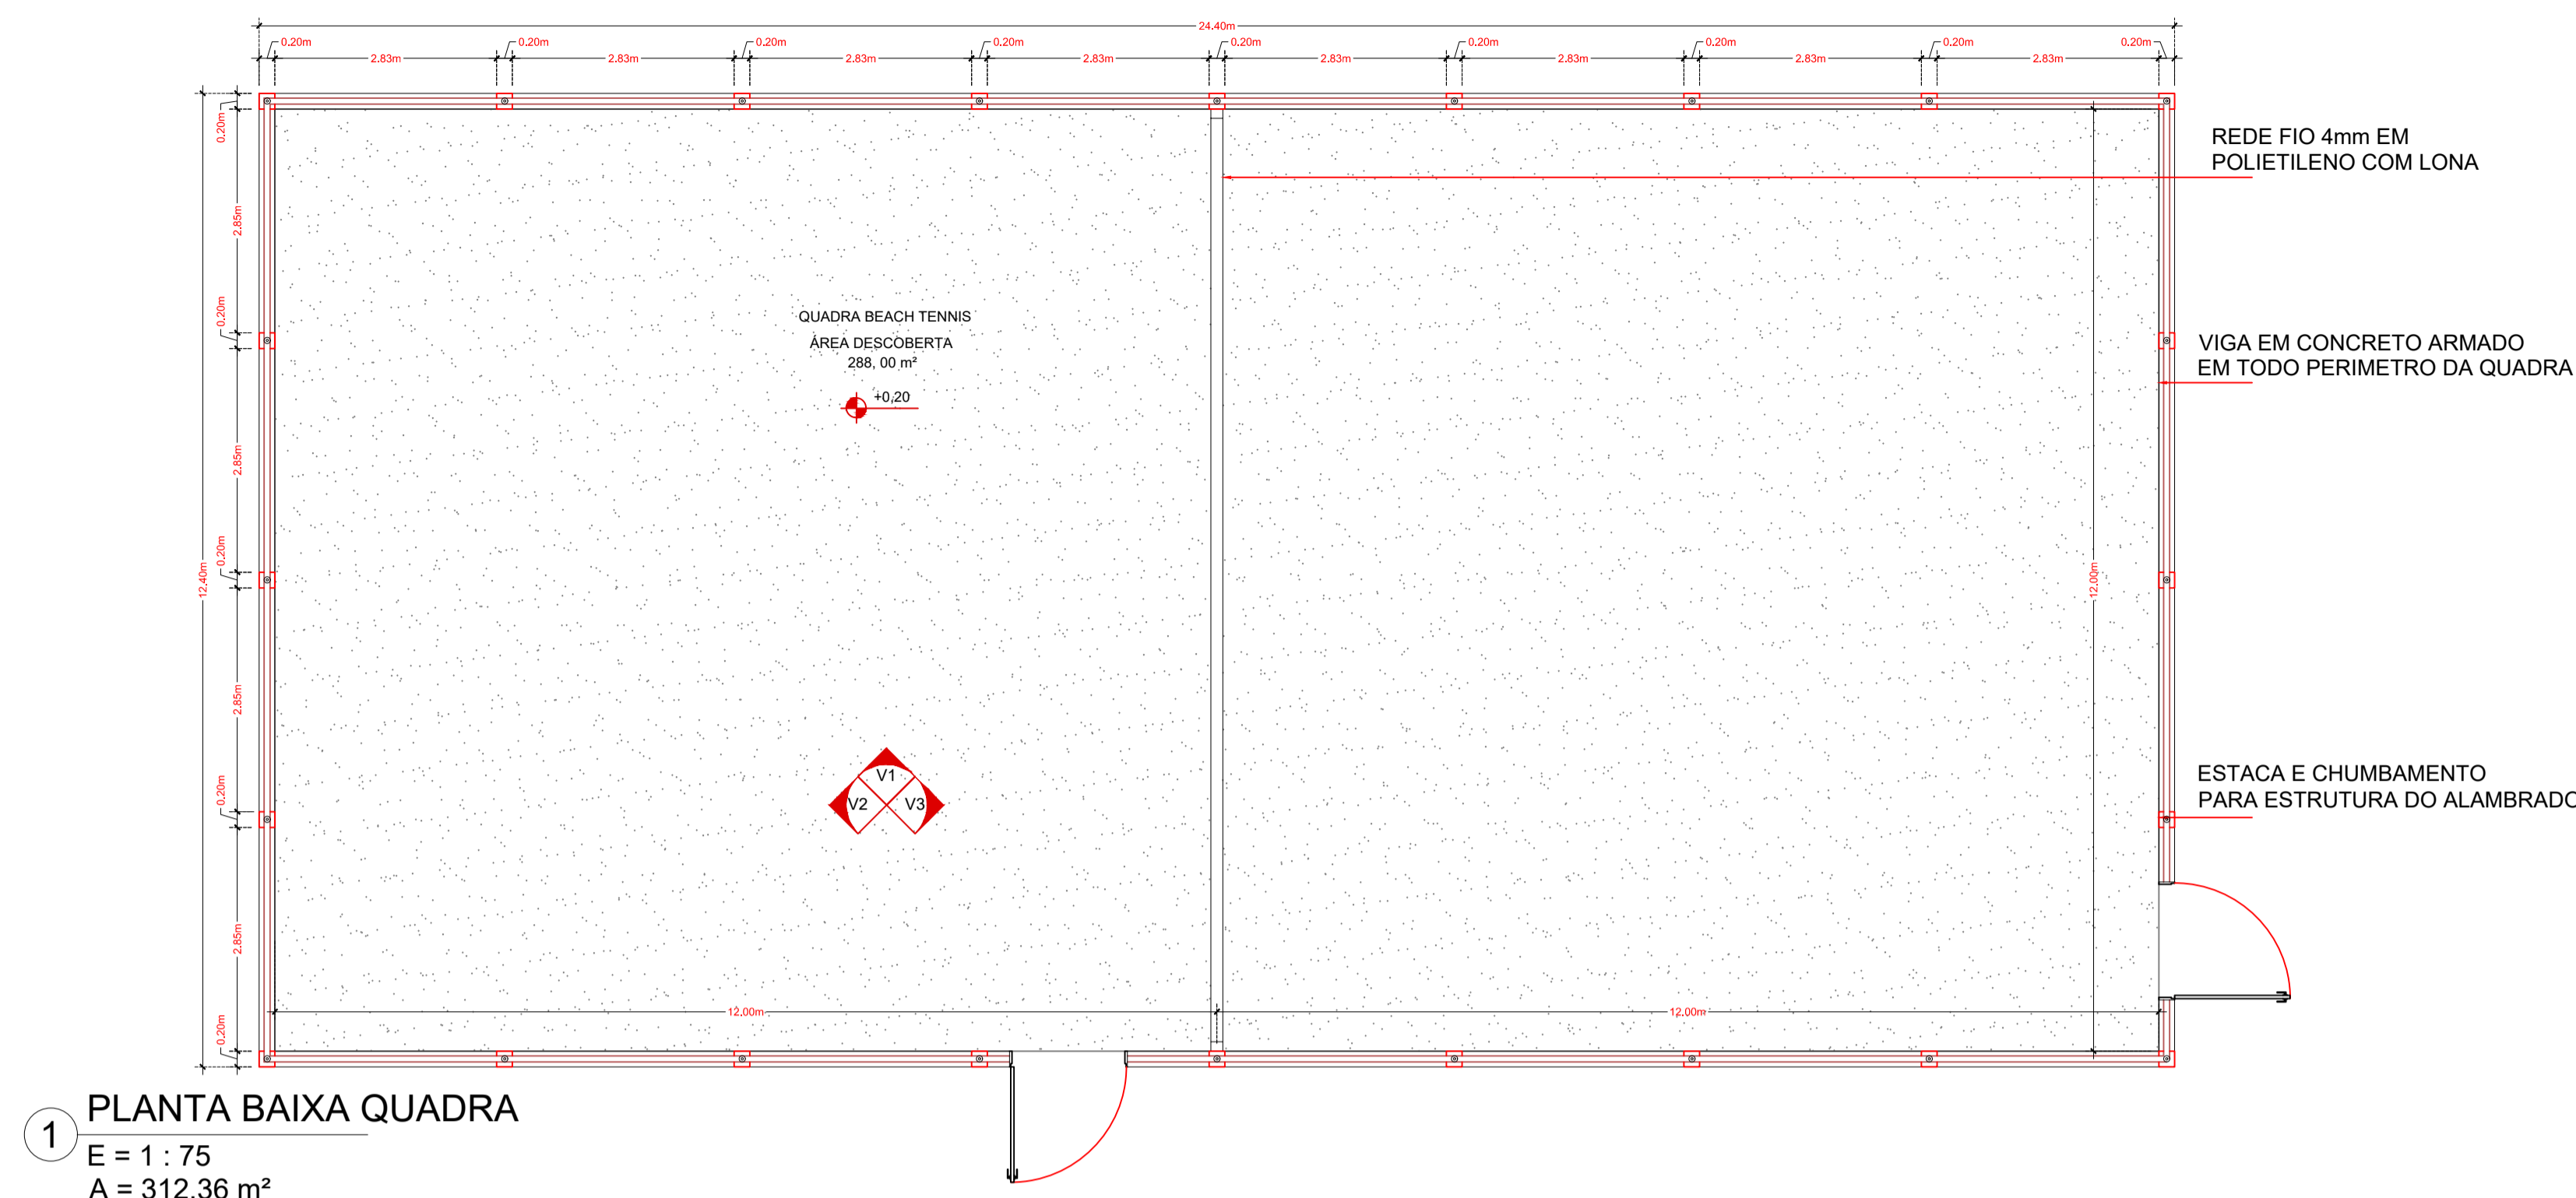 24.40m
0.20m 0.20m 0.20m 0.20m 0.20m 0.20m 0.20m 0.20m 0.20m
2.83m 2.83m 2.83m 2.83m 2.83m 2.83m 2.83m 2.83m
0.20m
2.85m
0.20m
2.85m
0.20m
12.40m
2.85m
0.20m
2.85m
0.20m
QUADRA BEACH TENNIS
ÁREA DESCOBERTA
288, 00 m²
+0,20
V1
V2 V3
12.00m
12.00m
12.00m
REDE FIO 4mm EM
POLIETILENO COM LONA
VIGA EM CONCRETO ARMADO
EM TODO PERIMETRO DA QUADRA
ESTACA E CHUMBAMENTO
PARA ESTRUTURA DO ALAMBRADO
1
PLANTA BAIXA QUADRA
E = 1 : 75
A = 312,36 m²